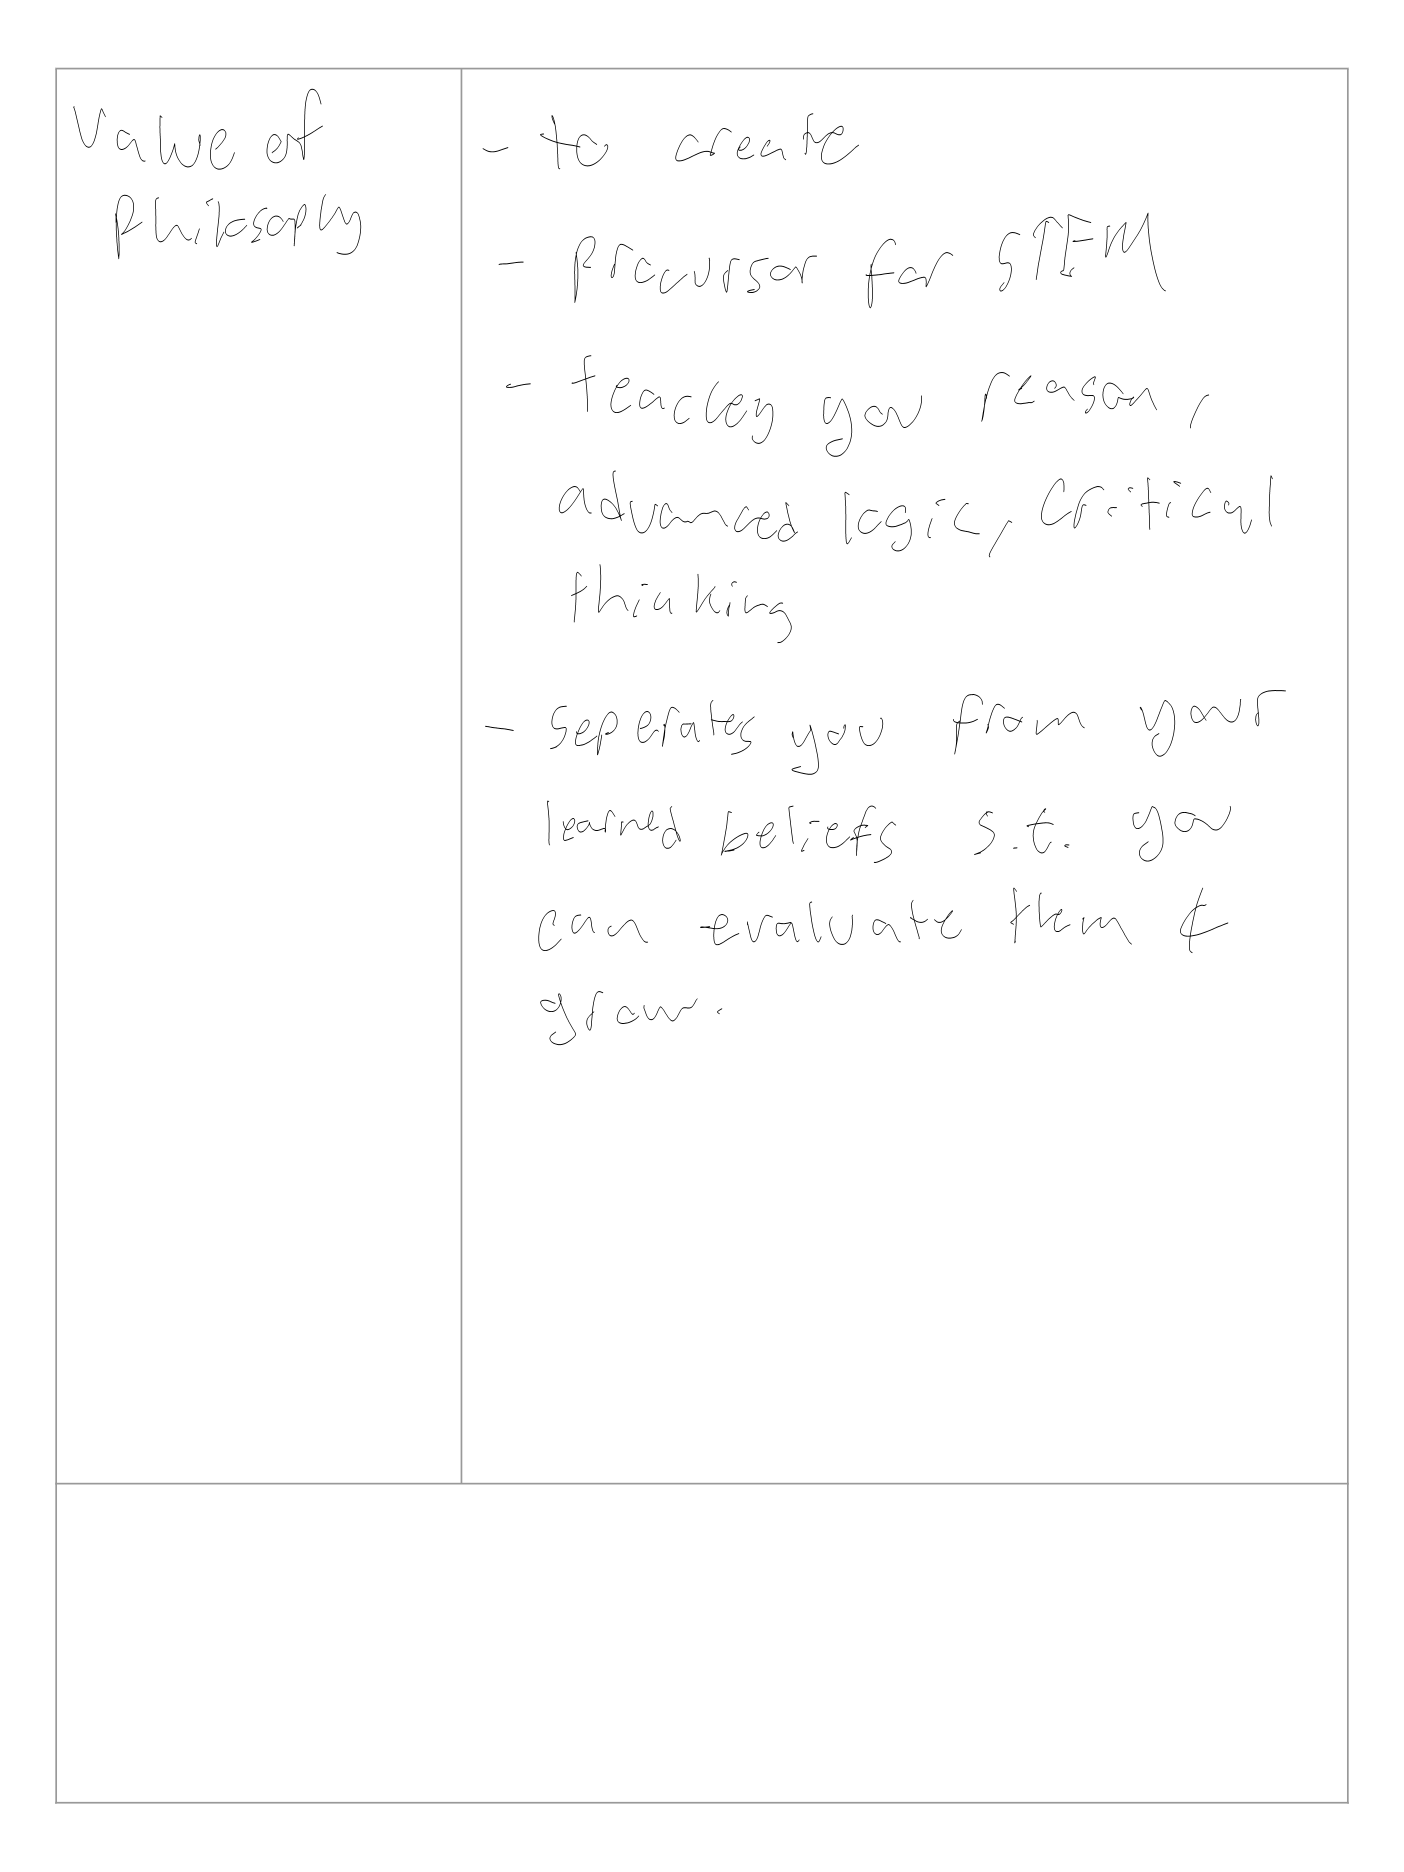 Value of
Philosophy
- to create
- Precursor for STEM
- teaches you reason,
advanced logic, Critical
thinking
- Seperates you from your
learned beliefs s.t. you
can evaluate them &
grow.